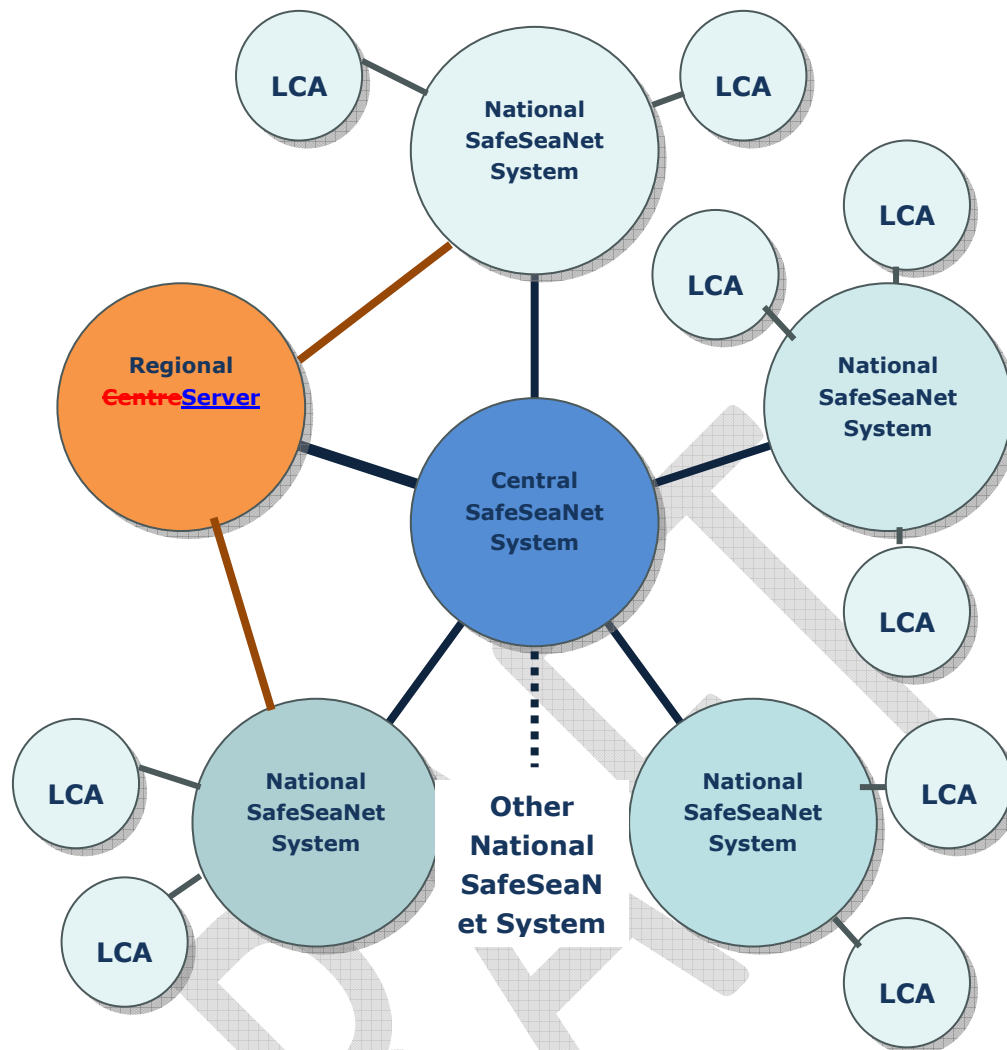 LCA
National
SafeSeaNet
System
LCA
LCA
LCA
National
SafeSeaNet
System
LCA
Regional
CentreServer
Central
SafeSeaNet
System
LCA
National
SafeSeaNet
System
LCA
Other
National
SafeSeaN
et System
National
SafeSeaNet
System
LCA
LCA
DRAFT